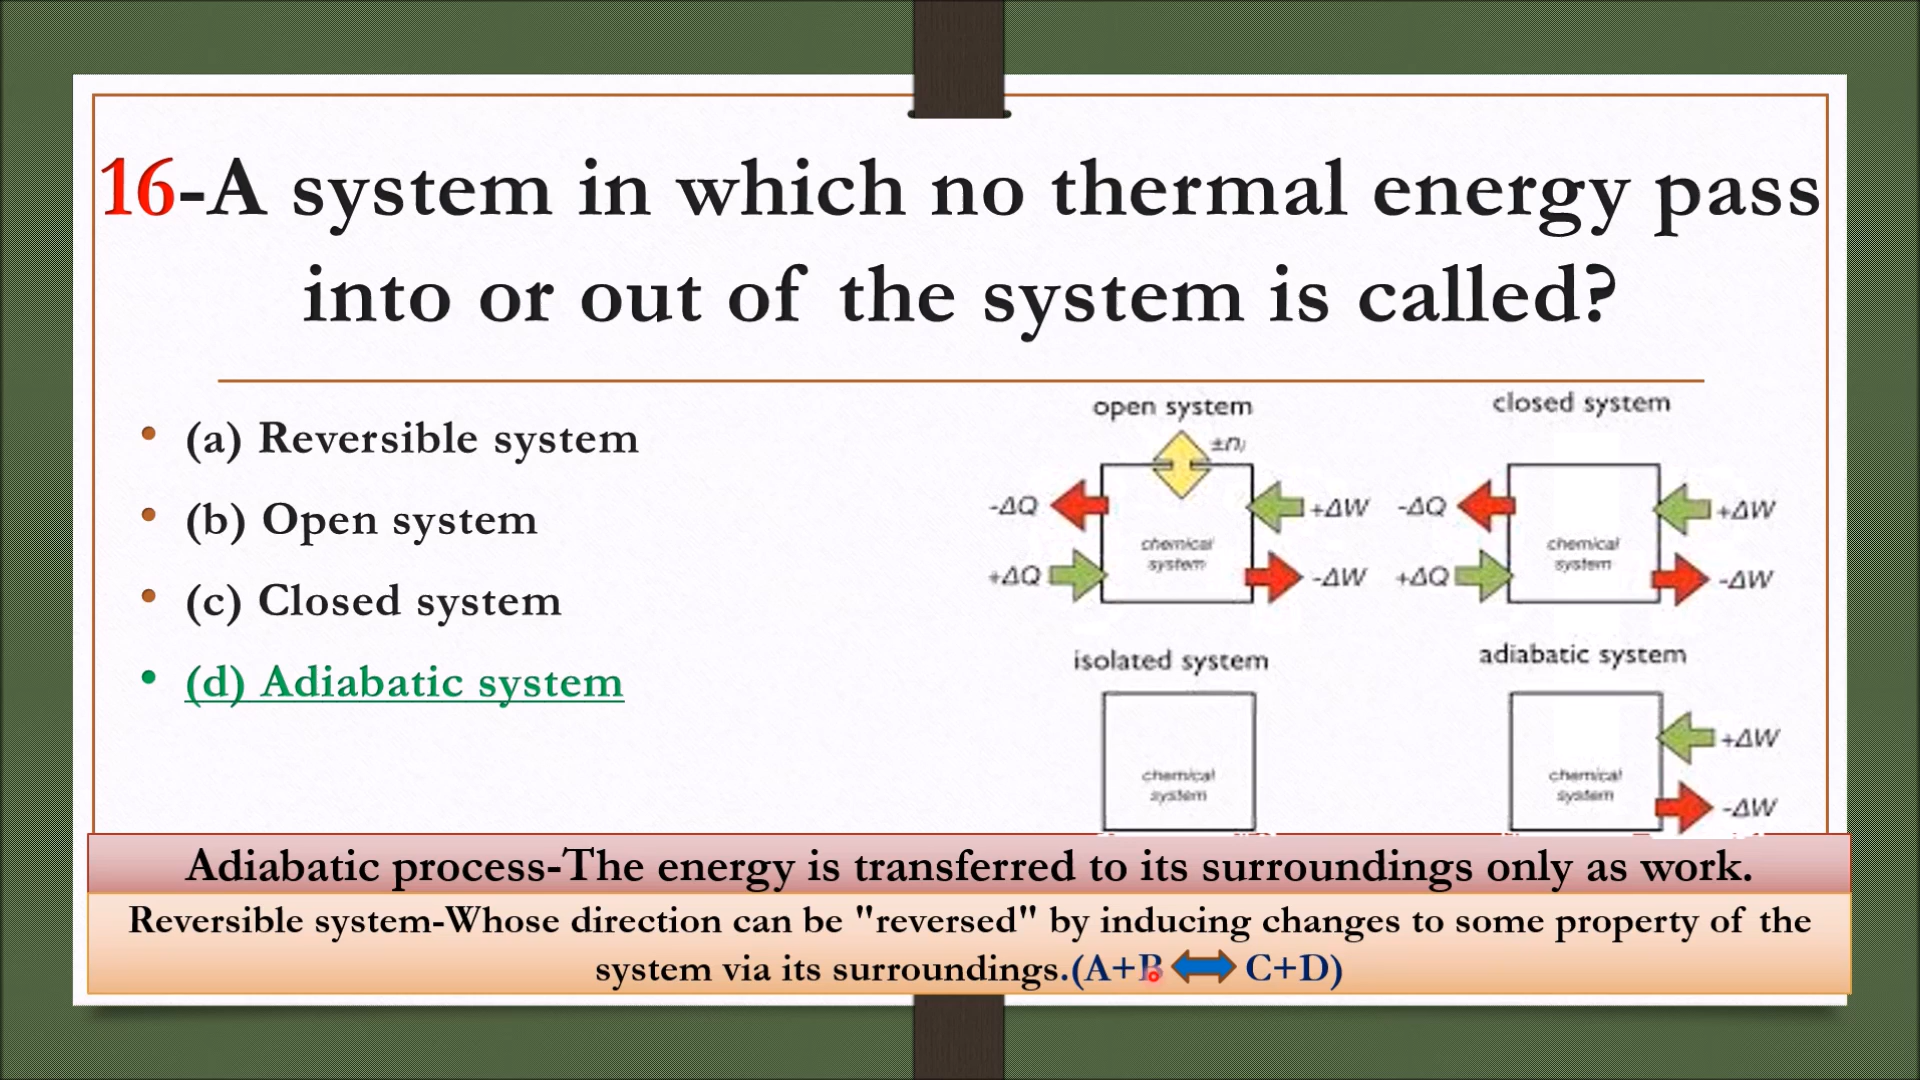 16-A system in which no thermal energy pass
into or out of the system is called?
• (a) Reversible system
• (b) Open system
• (c) Closed system
• (d) Adiabatic system
open system
±nⱼ
-ΔQ
+ΔW
chemical
system
+ΔQ
-ΔW
closed system
-ΔQ
+ΔW
chemical
system
+ΔQ
-ΔW
isolated system
chemical
system
adiabatic system
+ΔW
chemical
system
-ΔW
Adiabatic process-The energy is transferred to its surroundings only as work.
Reversible system-Whose direction can be "reversed" by inducing changes to some property of the
system via its surroundings.(A+B C+D)